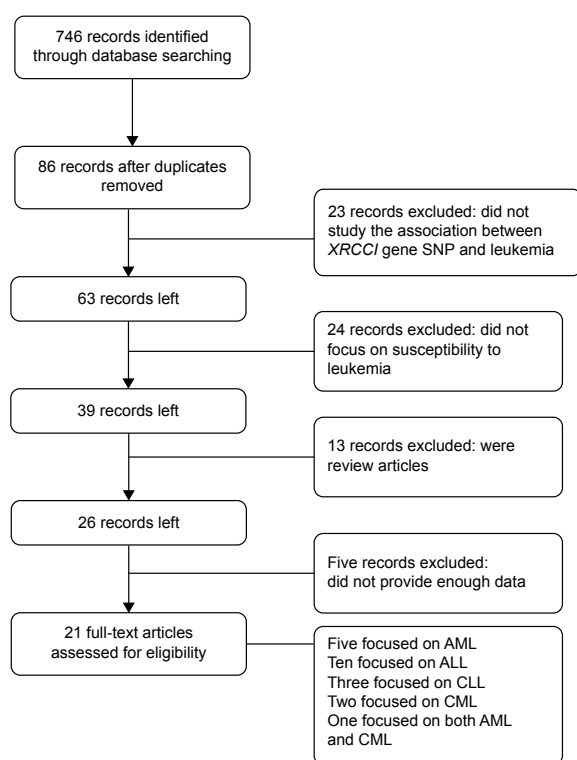 746 records identified
through database searching
86 records after duplicates
removed
23 records excluded: did not
study the association between
XRCCI gene SNP and leukemia
63 records left
24 records excluded: did not
focus on susceptibility to
leukemia
39 records left
13 records excluded: were
review articles
26 records left
Five records excluded:
did not provide enough data
21 full-text articles
assessed for eligibility
Five focused on AML
Ten focused on ALL
Three focused on CLL
Two focused on CML
One focused on both AML
and CML